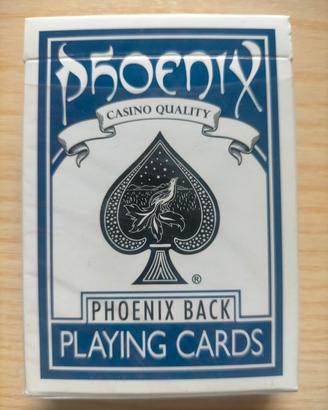 PHOENIX
CASINO QUALITY
®
PHOENIX BACK
PLAYING CARDS